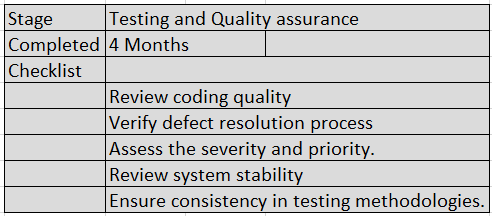 Stage Testing and Quality assurance
Completed 4 Months
Checklist
Review coding quality
Verify defect resolution process
Assess the severity and priority.
Review system stability
Ensure consistency in testing methodologies.